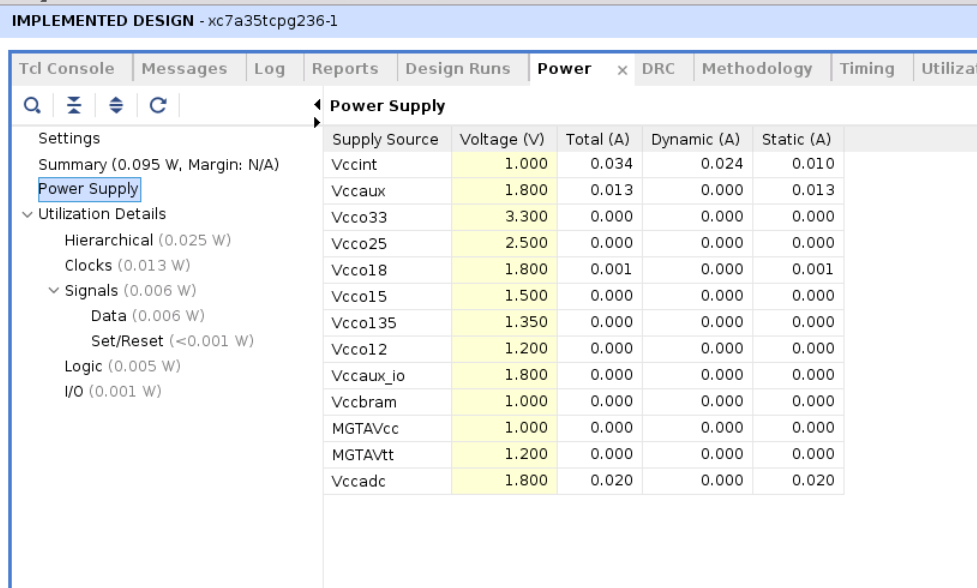 IMPLEMENTED DESIGN - xc7a35tcpg236-1
Tcl Console Messages Log Reports Design Runs Power × DRC Methodology Timing Utiliza
Settings
Summary (0.095 W, Margin: N/A)
Power Supply
Utilization Details
Hierarchical (0.025 W)
Clocks (0.013 W)
Signals (0.006 W)
Data (0.006 W)
Set/Reset (<0.001 W)
Logic (0.005 W)
I/O (0.001 W)
Power Supply
Supply Source Voltage (V) Total (A) Dynamic (A) Static (A)
Vccint 1.000 0.034 0.024 0.010
Vccaux 1.800 0.013 0.000 0.013
Vcco33 3.300 0.000 0.000 0.000
Vcco25 2.500 0.000 0.000 0.000
Vcco18 1.800 0.001 0.000 0.001
Vcco15 1.500 0.000 0.000 0.000
Vcco135 1.350 0.000 0.000 0.000
Vcco12 1.200 0.000 0.000 0.000
Vccaux_io 1.800 0.000 0.000 0.000
Vccbram 1.000 0.000 0.000 0.000
MGTAVcc 1.000 0.000 0.000 0.000
MGTAVtt 1.200 0.000 0.000 0.000
Vccadc 1.800 0.020 0.000 0.020